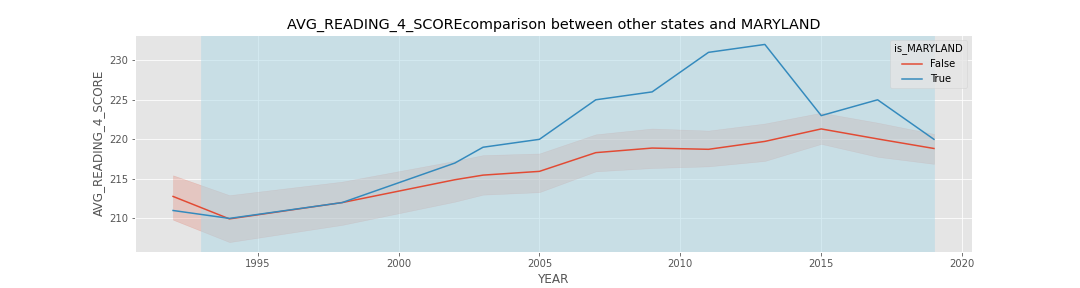 AVG_READING_4_SCOREcomparison between other states and MARYLAND
AVG_READING_4_SCORE
230
225
220
215
210
is_MARYLAND
False
True
1995
2000
2005
2010
2015
2020
YEAR